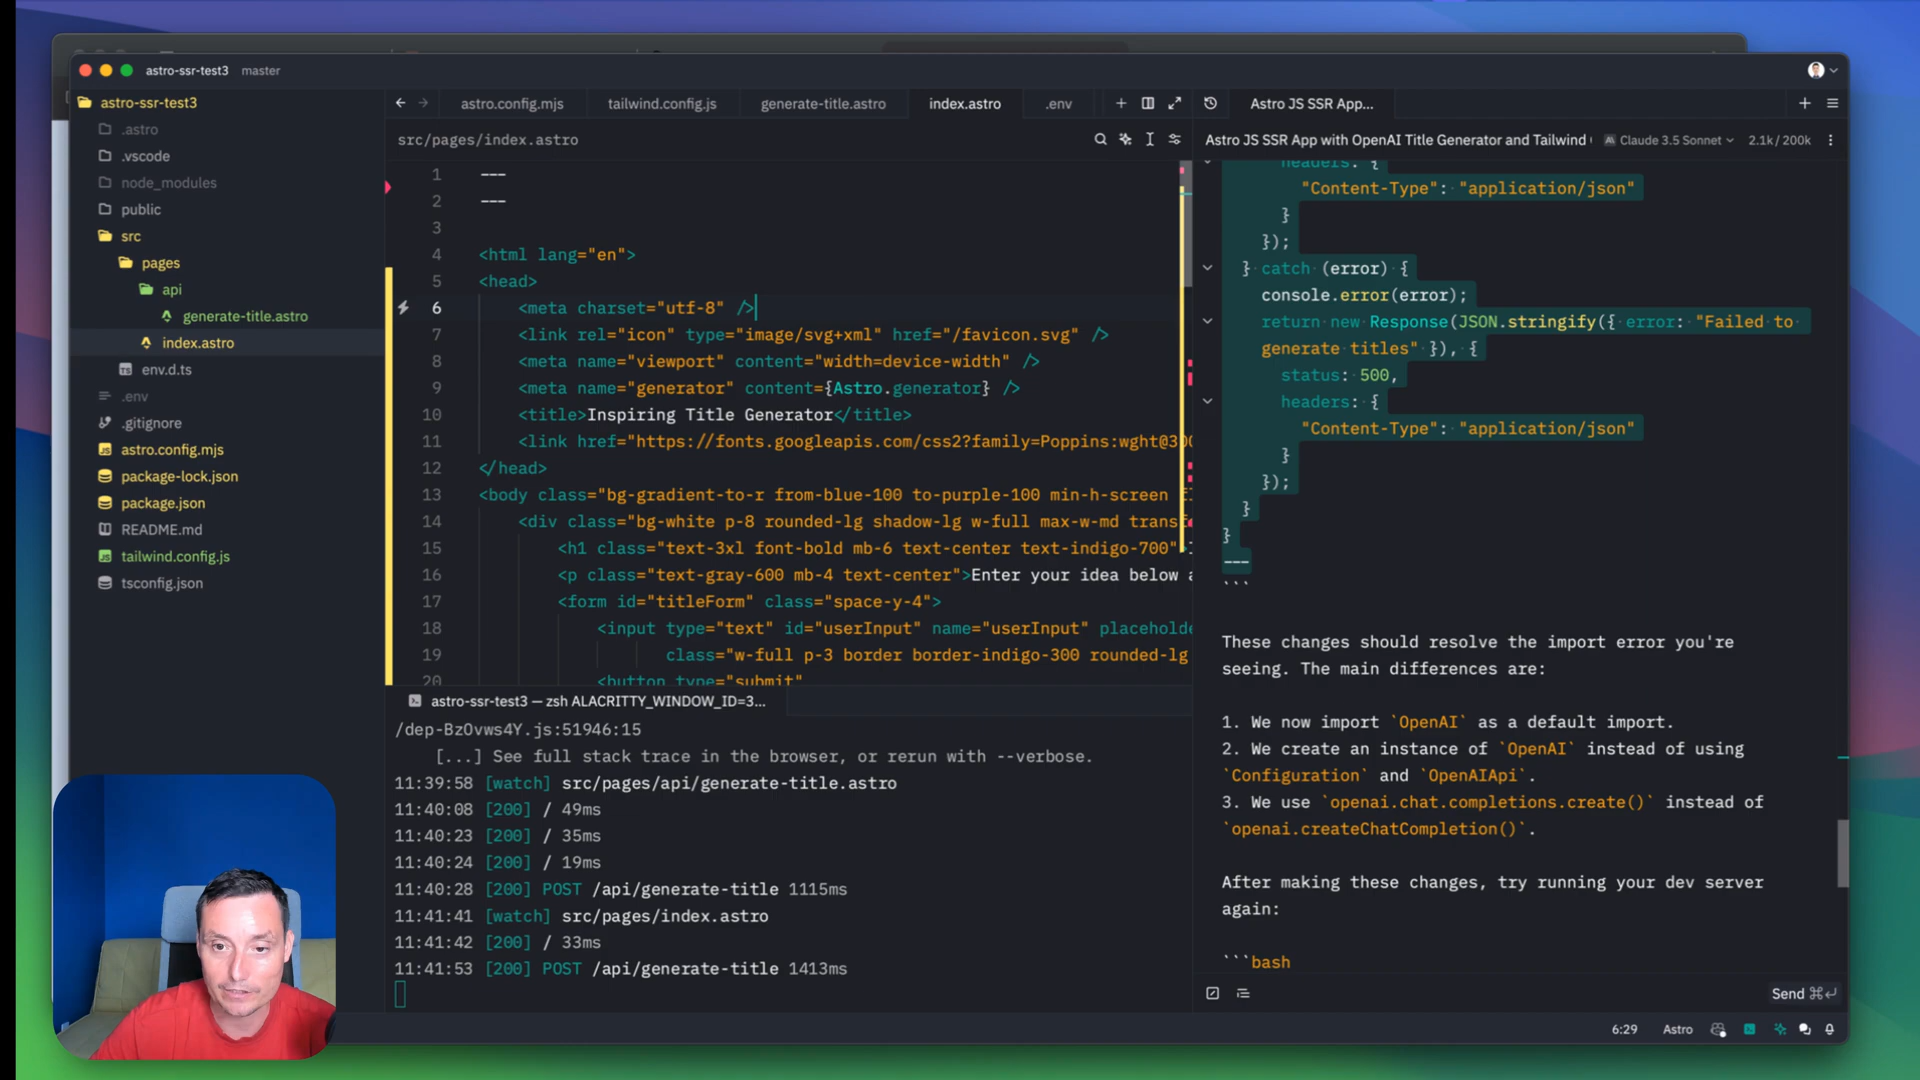 astro-ssr-test3 master
astro-ssr-test3
.astro
.vscode
node_modules
public
src
pages
api
generate-title.astro
index.astro
env.d.ts
.env
.gitignore
astro.config.mjs
package-lock.json
package.json
README.md
tailwind.config.js
tsconfig.json
astro.config.mjs tailwind.config.js generate-title.astro index.astro .env
src/pages/index.astro
1 ---
2 ---
3
4 <html lang="en">
5 <head>
6 <meta charset="utf-8" />
7 <link rel="icon" type="image/svg+xml" href="/favicon.svg" />
8 <meta name="viewport" content="width=device-width" />
9 <meta name="generator" content={Astro.generator} />
10 <title>Inspiring Title Generator</title>
11 <link href="https://fonts.googleapis.com/css2?family=Poppins:wght@300
12 </head>
13 <body class="bg-gradient-to-r from-blue-100 to-purple-100 min-h-screen
14 <div class="bg-white p-8 rounded-lg shadow-lg w-full max-w-md transf
15 <h1 class="text-3xl font-bold mb-6 text-center text-indigo-700">
16 <p class="text-gray-600 mb-4 text-center">Enter your idea below a
17 <form id="titleForm" class="space-y-4">
18 <input type="text" id="userInput" name="userInput" placeholde
19 class="w-full p-3 border border-indigo-300 rounded-lg
20 <button type="submit"
astro-ssr-test3 — zsh ALACRITTY_WINDOW_ID=3...
/dep-BzOvws4Y.js:51946:15
[...] See full stack trace in the browser, or rerun with --verbose.
11:39:58 [watch] src/pages/api/generate-title.astro
11:40:08 [200] / 49ms
11:40:23 [200] / 35ms
11:40:24 [200] / 19ms
11:40:28 [200] POST /api/generate-title 1115ms
11:41:41 [watch] src/pages/index.astro
11:41:42 [200] / 33ms
11:41:53 [200] POST /api/generate-title 1413ms
Astro JS SSR App...
Astro JS SSR App with OpenAI Title Generator and Tailwind Claude 3.5 Sonnet 2.1k/200k
headers: {
"Content-Type": "application/json"
}
});
} catch (error) {
console.error(error);
return new Response(JSON.stringify({ error: "Failed to
generate titles" }), {
status: 500,
headers: {
"Content-Type": "application/json"
}
});
}
}
---
```
These changes should resolve the import error you're
seeing. The main differences are:
1. We now import `OpenAI` as a default import.
2. We create an instance of `OpenAI` instead of using
`Configuration` and `OpenAIApi`.
3. We use `openai.chat.completions.create()` instead of
`openai.createChatCompletion()`.
After making these changes, try running your dev server
again:
```bash
Send ⌘↵
6:29 Astro